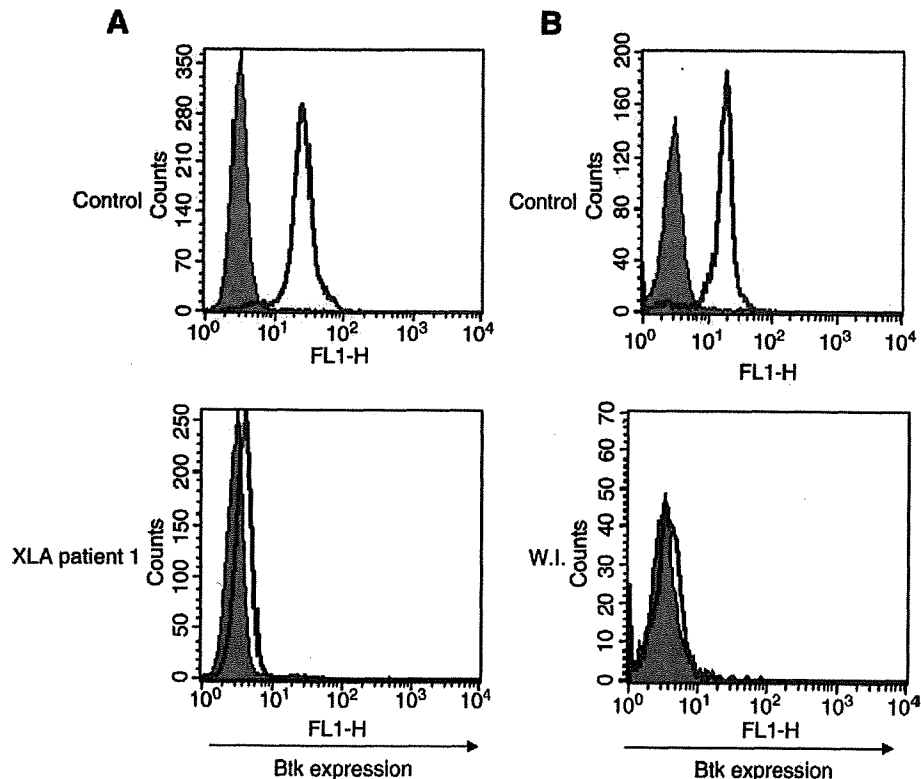 A
Control
Counts
350
280
210
140
70
0
10^0
10^1
10^2
10^3
10^4
FL1-H
B
Control
Counts
200
160
120
80
40
0
10^0
10^1
10^2
10^3
10^4
FL1-H
XLA patient 1
Counts
250
200
150
100
50
0
10^0
10^1
10^2
10^3
10^4
FL1-H
Btk expression
W.I.
Counts
70
60
50
40
30
20
10
0
10^0
10^1
10^2
10^3
10^4
FL1-H
Btk expression